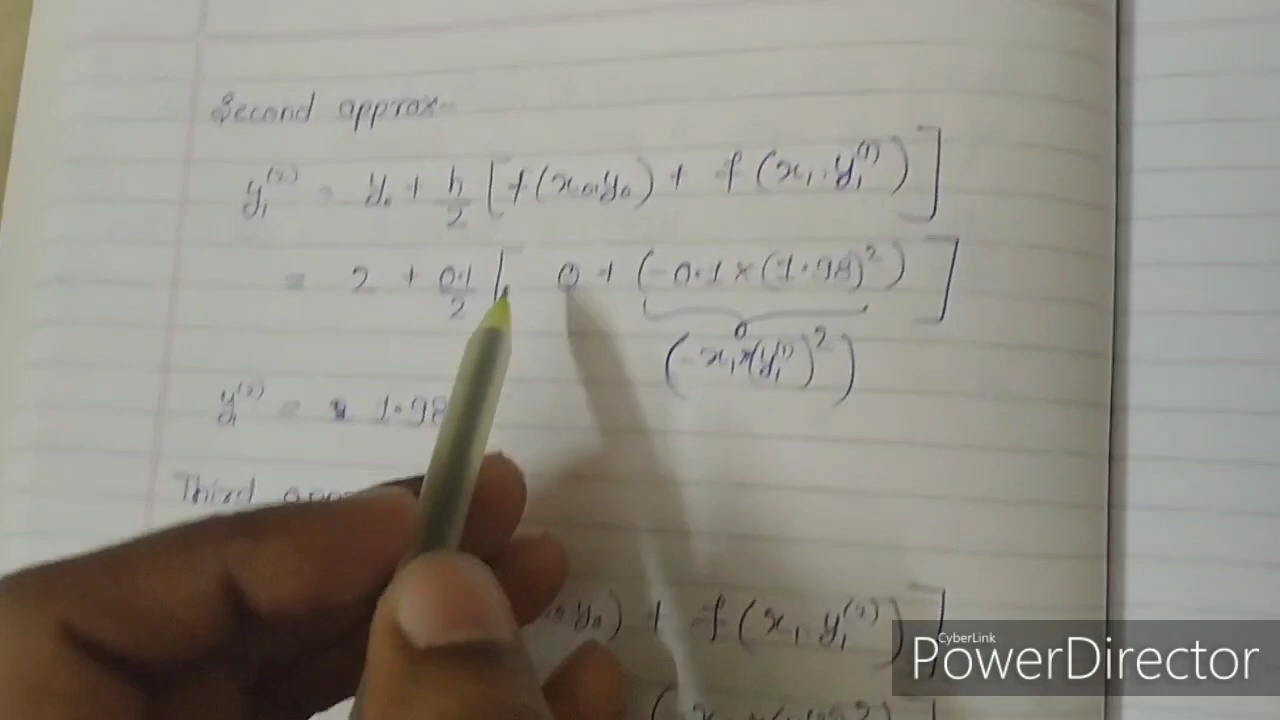 Second approx-
y₁⁽²⁾ = y₀ + h/2 [f(x₀,y₀) + f(x₁, y₁⁽¹⁾)]
= 2 + 0.1/2 [ 0 + (-0.1×(1.98)²) ]
(-x₁×(y₁⁽¹⁾)²)
y₁⁽²⁾ = 1.98
Third
y₀) + f(x₁, y₁⁽²⁾)]
CyberLink
PowerDirector